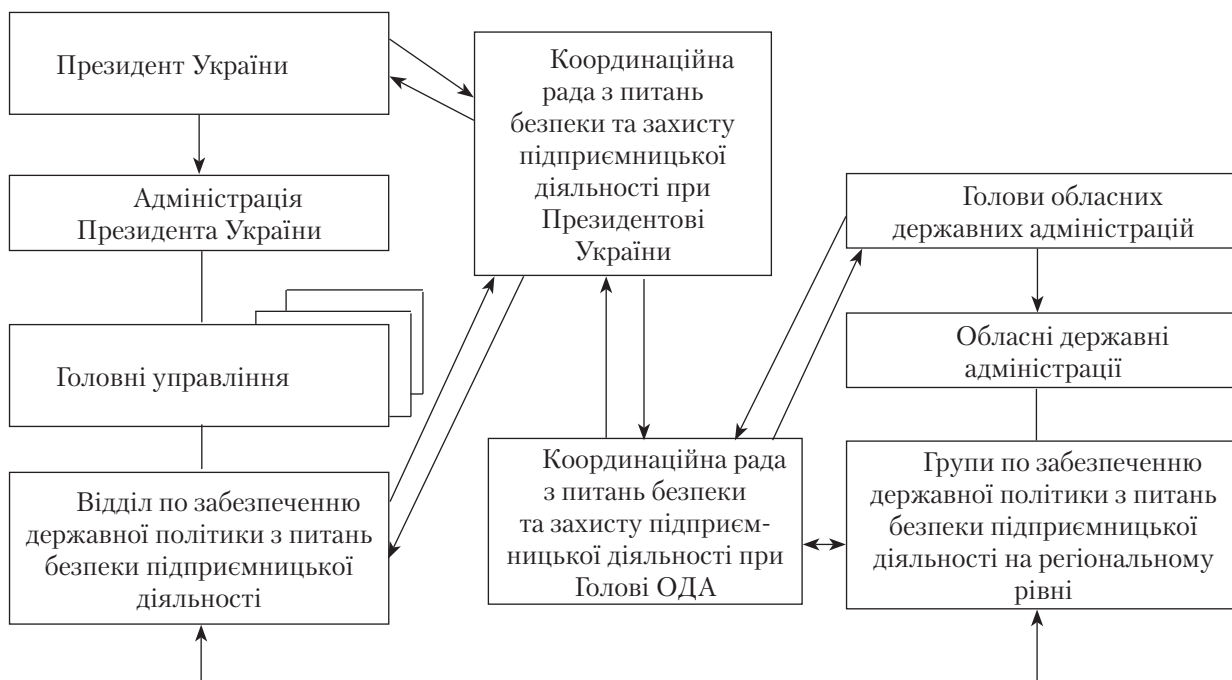 Президент України
Адміністрація
Президента України
Головні управління
Відділ по забезпеченню
державної політики з питань
безпеки підприємницької
діяльності
Координаційна
рада з питань
безпеки та захисту
підприємницької
діяльності при
Президентові
України
Координаційна рада
з питань безпеки
та захисту підприєм-
ницької діяльності при
Голові ОДА
Голови обласних
державних адміністрацій
Обласні державні
адміністрації
Групи по забезпеченню
державної політики з питань
безпеки підприємницької
діяльності на регіональному
рівні